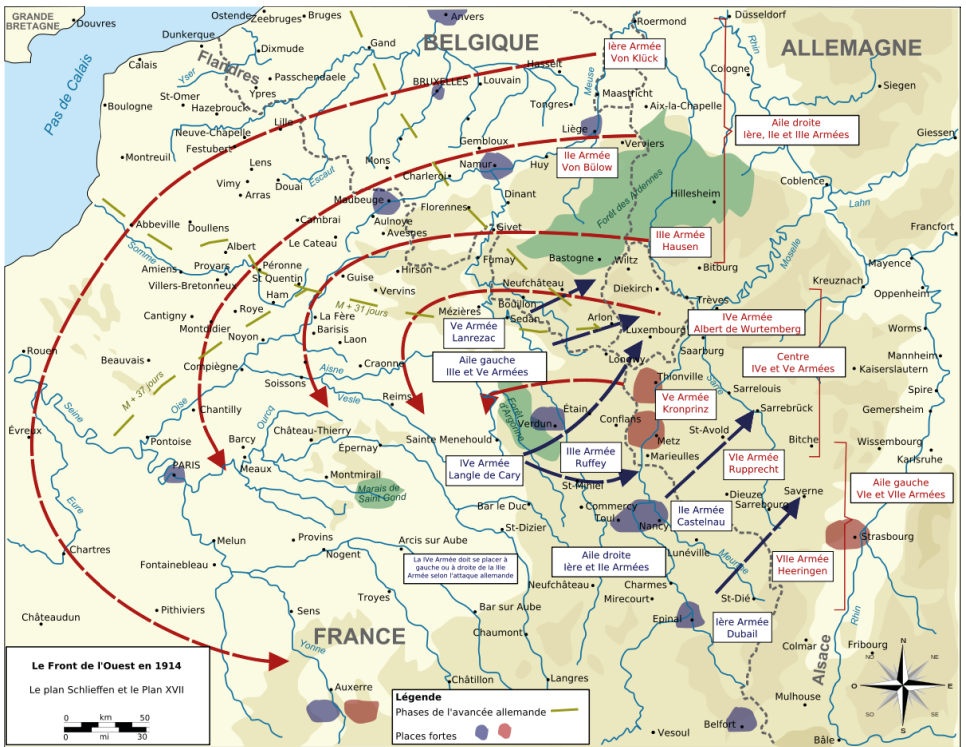 GRANDE
BRETAGNE
Douvres
Ostende
Zeebruges
Bruges
Anvers
Roermond
Düsseldorf
Dunkerque
Dixmude
Gand
BELGIQUE
Ière Armée
Von Klück
Rhin
ALLEMAGNE
Calais
Flandres
Yser
Passchendaele
Hasselt
Cologne
Pas de Calais
Ypres
BRUXELLES
Louvain
Meuse
Maastricht
Siegen
Boulogne
St-Omer
Hazebrouck
Tongres
Aix-la-Chapelle
Lille
Neuve-Chapelle
Festubert
Gembloux
Liège
Verviers
Aile droite
Ière, IIe et IIIe Armées
Giessen
Montreuil
Lens
Mons
Namur
Huy
IIe Armée
Von Bülow
Vimy
Douai
Escaut
Charleroi
Arras
Maubeuge
Dinant
Forêt des Ardennes
Hillesheim
Coblence
Lahn
Abbeville
Doullens
Cambrai
Aulnoye
Florennes
Avesnes
Givet
IIIe Armée
Hausen
Moselle
Francfort
Somme
Albert
Le Cateau
Amiens
Provars
Péronne
Hirson
Fumay
Bastogne
Wiltz
Bitburg
Mayence
Villers-Bretonneux
St Quentin
Guise
Vervins
Neufchâteau
Diekirch
Kreuznach
Oppenheim
Ham
M + 31 jours
Mézières
Bouillon
Sedan
Trèves
Cantigny
Roye
La Fère
Barisis
Arlon
Luxembourg
IVe Armée
Albert de Wurtemberg
Worms
Montdidier
Noyon
Laon
Ve Armée
Lanrezac
Saarburg
Rouen
Beauvais
Compiègne
Aisne
Craonne
Aile gauche
IIIe et Ve Armées
Longwy
Centre
IVe et Ve Armées
Mannheim
Kaiserslautern
M + 37 jours
Soissons
Vesle
Reims
Thionville
Sarre
Sarrelouis
Spire
Seine
Oise
Chantilly
Ourcq
Forêt
d'Argonne
Étain
Conflans
Ve Armée
Kronprinz
Sarrebrück
Gemersheim
Évreux
Pontoise
Barcy
Château-Thierry
Verdun
Sainte Menehould
Metz
St-Avold
Bitche
Wissembourg
Karlsruhe
Meaux
Épernay
IIIe Armée
Ruffey
Marieulles
PARIS
Montmirail
IVe Armée
Langle de Cary
VIe Armée
Rupprecht
Marais de
Saint Gond
St-Miniel
Aile gauche
VIe et VIIe Armées
Eure
Bar le Duc
Commercy
Toul
Nancy
IIe Armée
Castelnau
Dieuze
Sarrebourg
Saverne
St-Dizier
Strasbourg
Chartres
Melun
Provins
Nogent
Arcis sur Aube
La IVe Armée doit se placer à
gauche ou à droite de la IIe
Armée selon l'attaque allemande
Aile droite
Ière et IIe Armées
Lunéville
Meurthe
VIIe Armée
Heeringen
Fontainebleau
Troyes
Neufchâteau
Charmes
Mirecourt
St-Dié
Châteaudun
Pithiviers
Sens
Bar sur Aube
Epinal
Ière Armée
Dubail
Rhin
FRANCE
Chaumont
Colmar
Alsace
Fribourg
Yonne
N
NO
NE
O
E
SO
SE
S
Le Front de l'Ouest en 1914
Le plan Schlieffen et le Plan XVII
0 km 50
0 mi 30
Auxerre
Châtillon
Langres
Mulhouse
Légende
Phases de l'avancée allemande
Places fortes
Belfort
Vesoul
Bâle